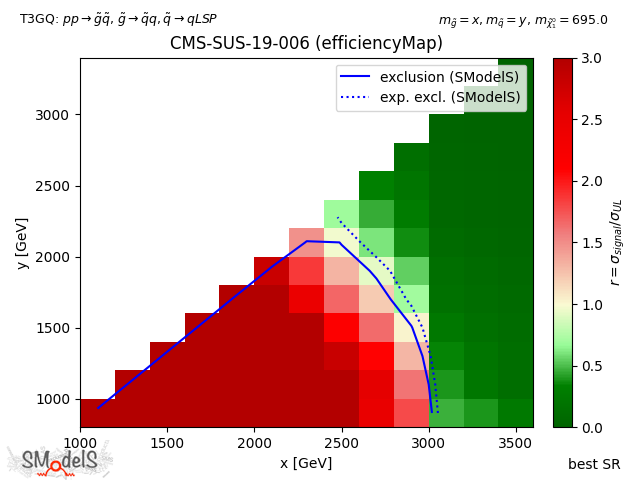 T3GQ: pp → g̃q̃, g̃ → q̃q, q̃ → qLSP
m_g̃ = x, m_q̃ = y, m_χ̃₁⁰ = 695.0
CMS-SUS-19-006 (efficiencyMap)
exclusion (SModelS)
exp. excl. (SModelS)
3.0
2.5
2.0
1.5
1.0
0.5
0.0
r = σ_signal/σ_UL
3000
2500
2000
1500
1000
y [GeV]
1000 1500 2000 2500 3000 3500
x [GeV]
best SR
SModelS